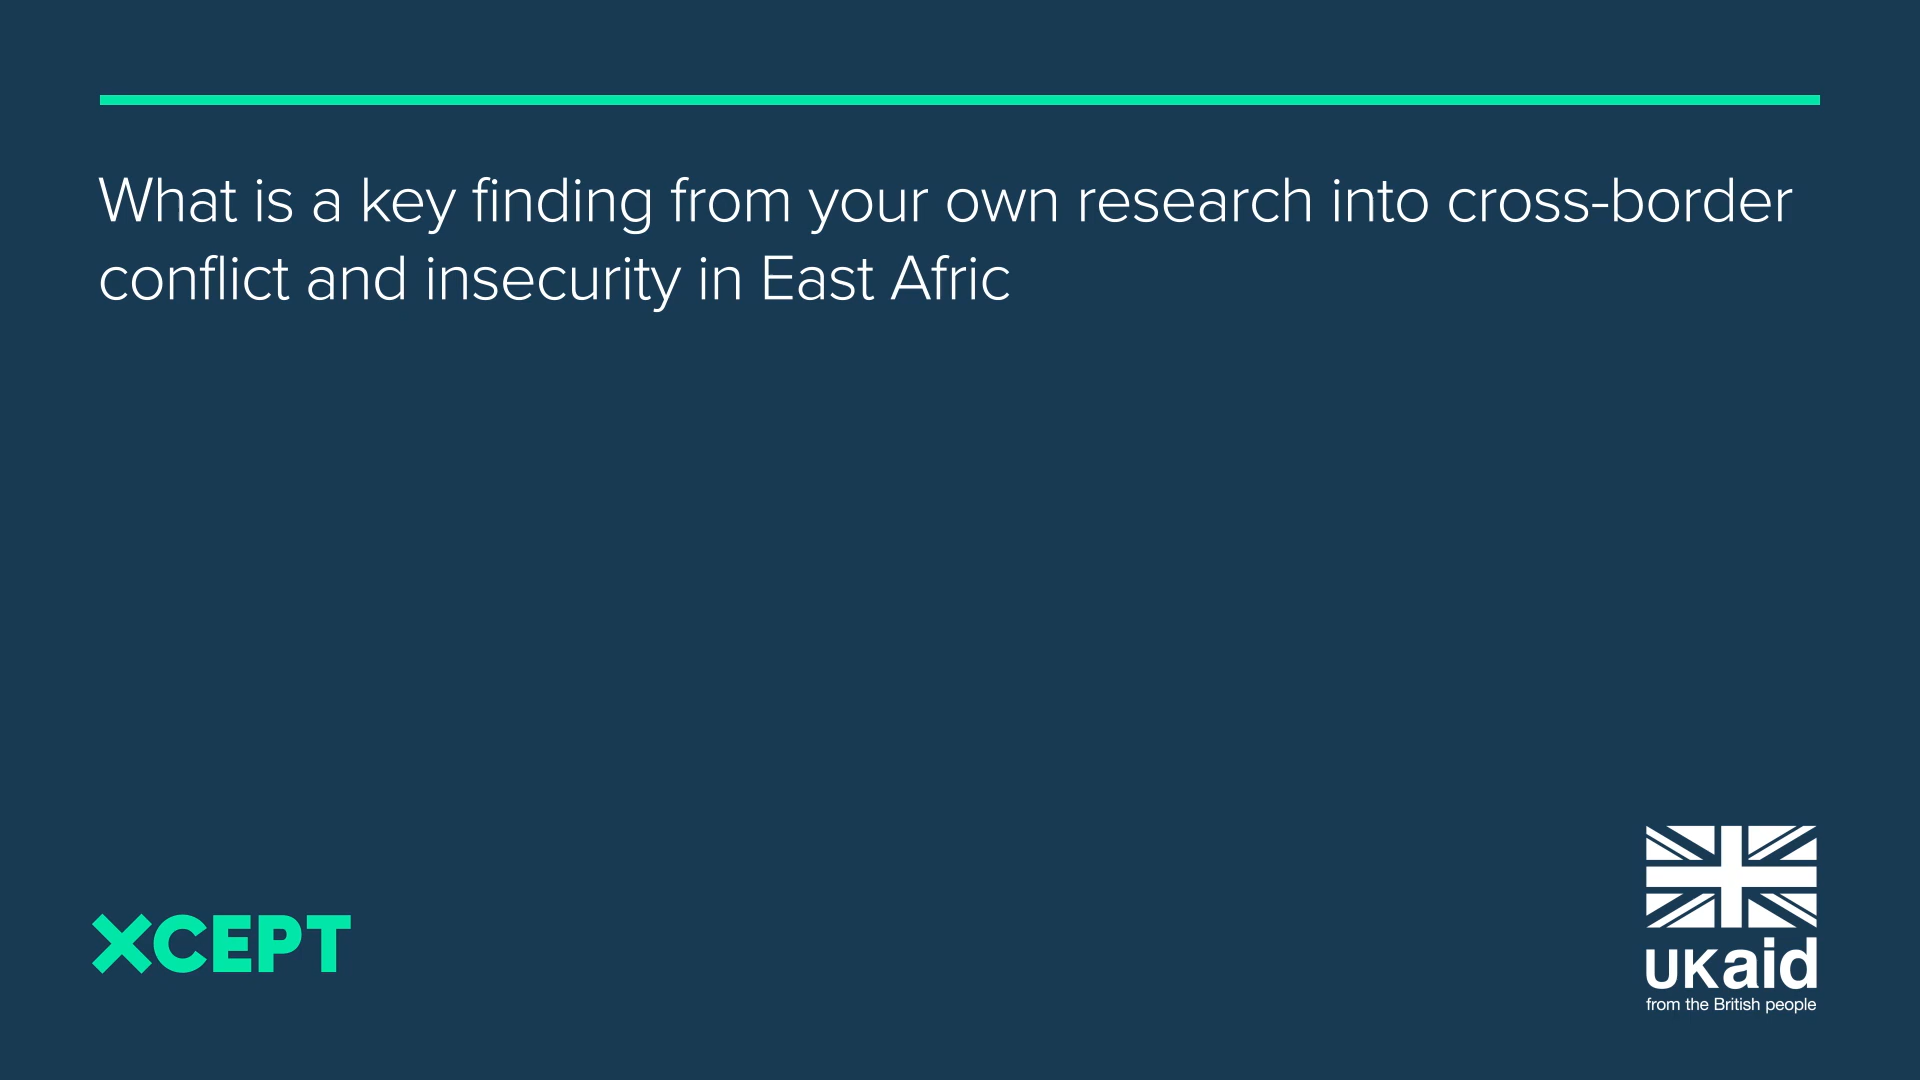 What is a key finding from your own research into cross-border
conflict and insecurity in East Afric
XCEPT
UKaid
from the British people